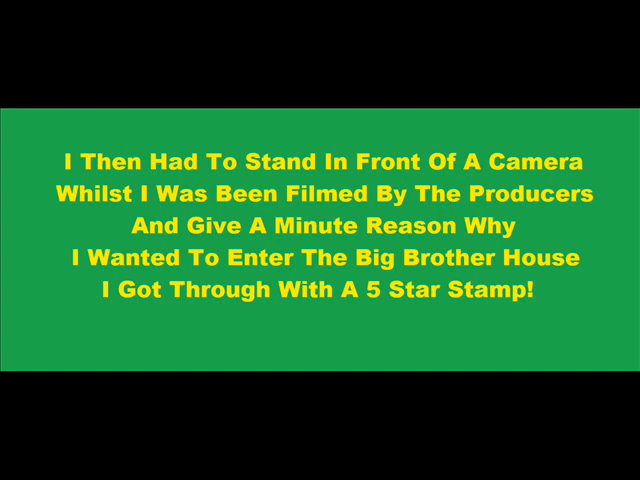 I Then Had To Stand In Front Of A Camera
Whilst I Was Been Filmed By The Producers
And Give A Minute Reason Why
I Wanted To Enter The Big Brother House
I Got Through With A 5 Star Stamp!